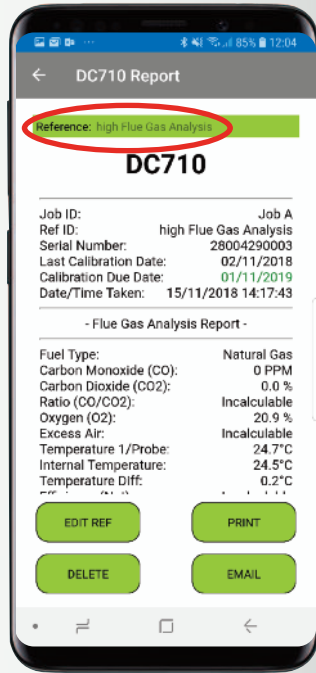 85% 12:04
DC710 Report
Reference: high Flue Gas Analysis
DC710
Job ID: Job A
Ref ID: high Flue Gas Analysis
Serial Number: 28004290003
Last Calibration Date: 02/11/2018
Calibration Due Date: 01/11/2019
Date/Time Taken: 15/11/2018 14:17:43
- Flue Gas Analysis Report -
Fuel Type: Natural Gas
Carbon Monoxide (CO): 0 PPM
Carbon Dioxide (CO2): 0.0 %
Ratio (CO/CO2): Incalculable
Oxygen (O2): 20.9 %
Excess Air: Incalculable
Temperature 1/Probe: 24.7°C
Internal Temperature: 24.5°C
Temperature Diff: 0.2°C
EDIT REF PRINT
DELETE EMAIL